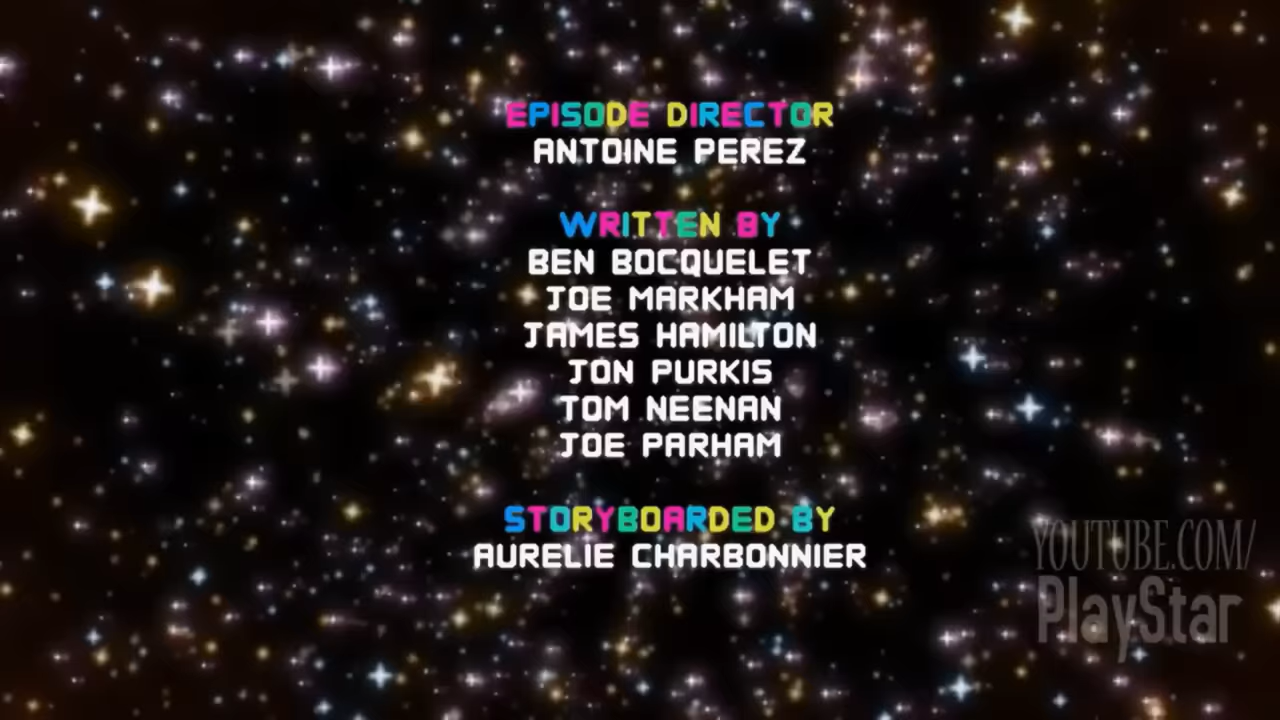 EPISODE DIRECTOR
ANTOINE PEREZ
WRITTEN BY
BEN BOCQUELET
JOE MARKHAM
JAMES HAMILTON
JON PURKIS
TOM NEENAN
JOE PARHAM
STORYBOARDED BY
AURELIE CHARBONNIER
YOUTUBE.COM/
PlayStar